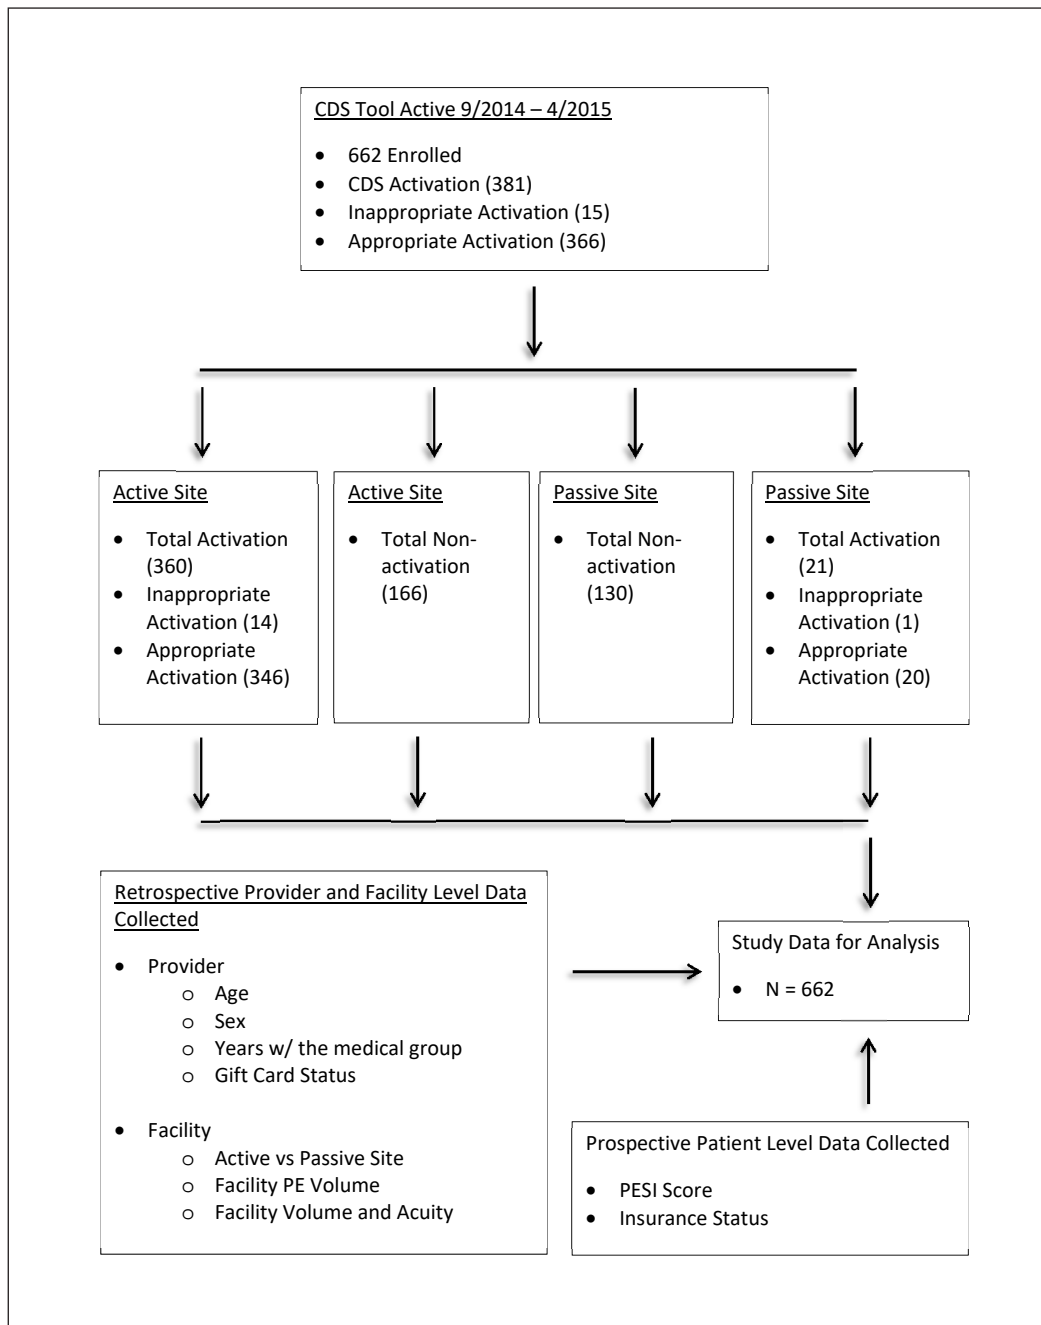 CDS Tool Active 9/2014 – 4/2015
• 662 Enrolled
• CDS Activation (381)
• Inappropriate Activation (15)
• Appropriate Activation (366)
Active Site
• Total Activation
(360)
• Inappropriate
Activation (14)
• Appropriate
Activation (346)
Active Site
• Total Non-
activation
(166)
Passive Site
• Total Non-
activation
(130)
Passive Site
• Total Activation
(21)
• Inappropriate
Activation (1)
• Appropriate
Activation (20)
Retrospective Provider and Facility Level Data
Collected
• Provider
o Age
o Sex
o Years w/ the medical group
o Gift Card Status
• Facility
o Active vs Passive Site
o Facility PE Volume
o Facility Volume and Acuity
Study Data for Analysis
• N = 662
Prospective Patient Level Data Collected
• PESI Score
• Insurance Status